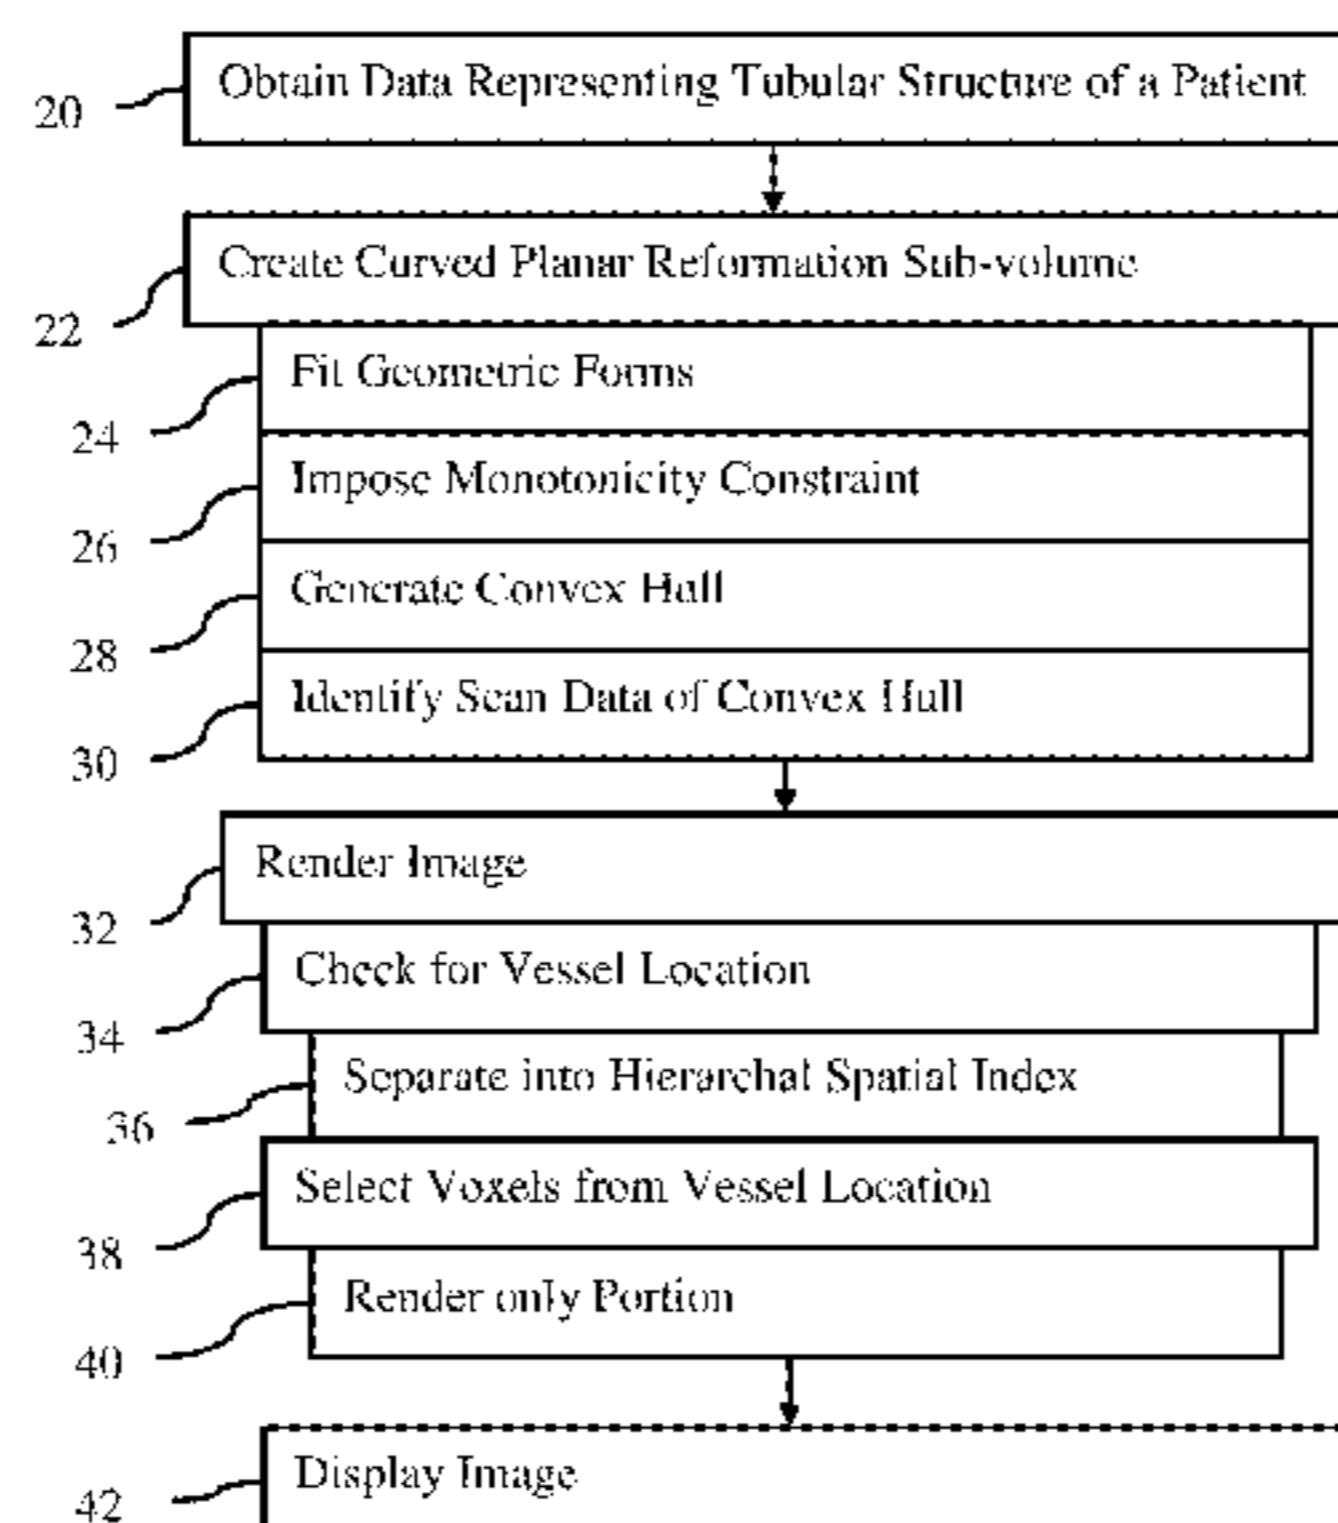 20 Obtain Data Representing Tubular Structure of a Patient
22 Create Curved Planar Reformation Sub-volume
24 Fit Geometric Forms
26 Impose Monotonicity Constraint
28 Generate Convex Hull
30 Identify Scan Data of Convex Hull
32 Render Image
34 Check for Vessel Location
36 Separate into Hierarchal Spatial Index
38 Select Voxels from Vessel Location
40 Render only Portion
42 Display Image